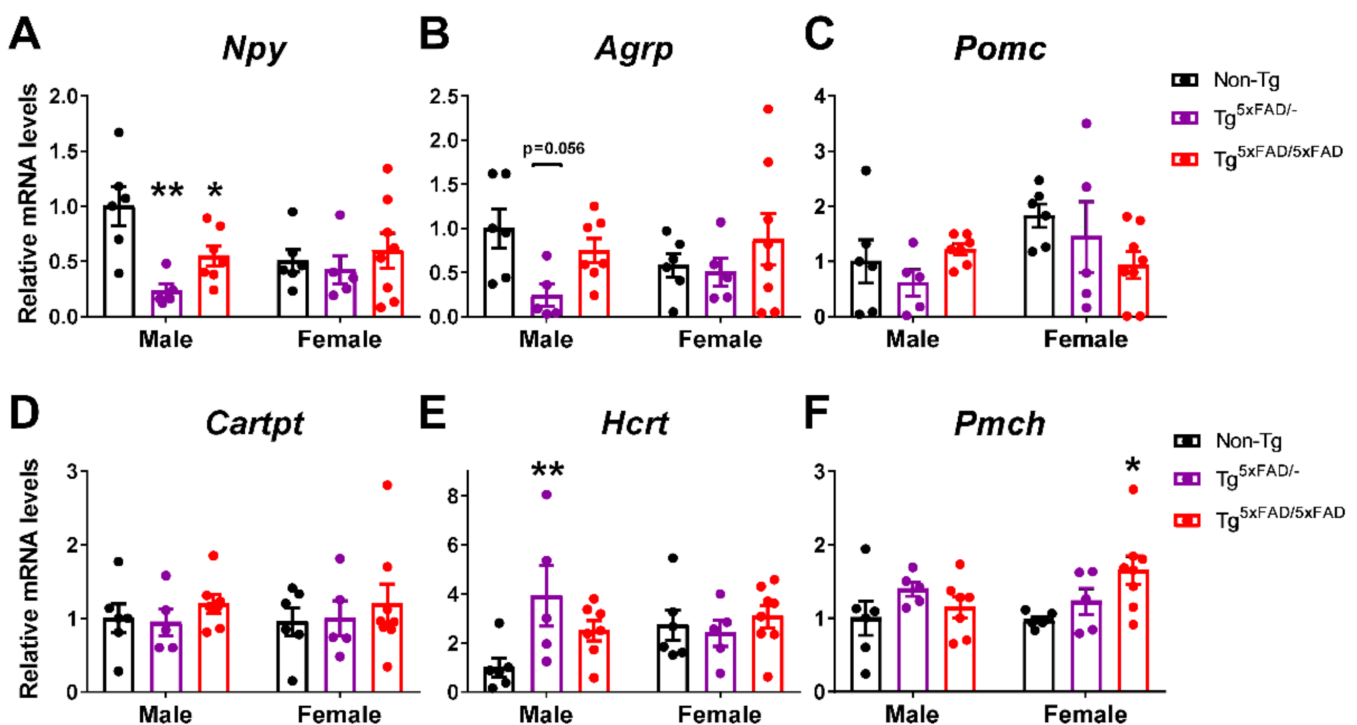 A
Npy
B
Agrp
C
Pomc
Relative mRNA levels
2.0
1.5
1.0
0.5
0.0
** *
Male Female
2.5
2.0
1.5
1.0
0.5
0.0
p=0.056
Male Female
4
3
2
1
0
Male Female
Non-Tg
Tg5xFAD/-
Tg5xFAD/5xFAD
D
Cartpt
E
Hcrt
F
Pmch
Relative mRNA levels
3
2
1
0
Male Female
8
6
4
2
0
**
Male Female
3
2
1
0
*
Male Female
Non-Tg
Tg5xFAD/-
Tg5xFAD/5xFAD